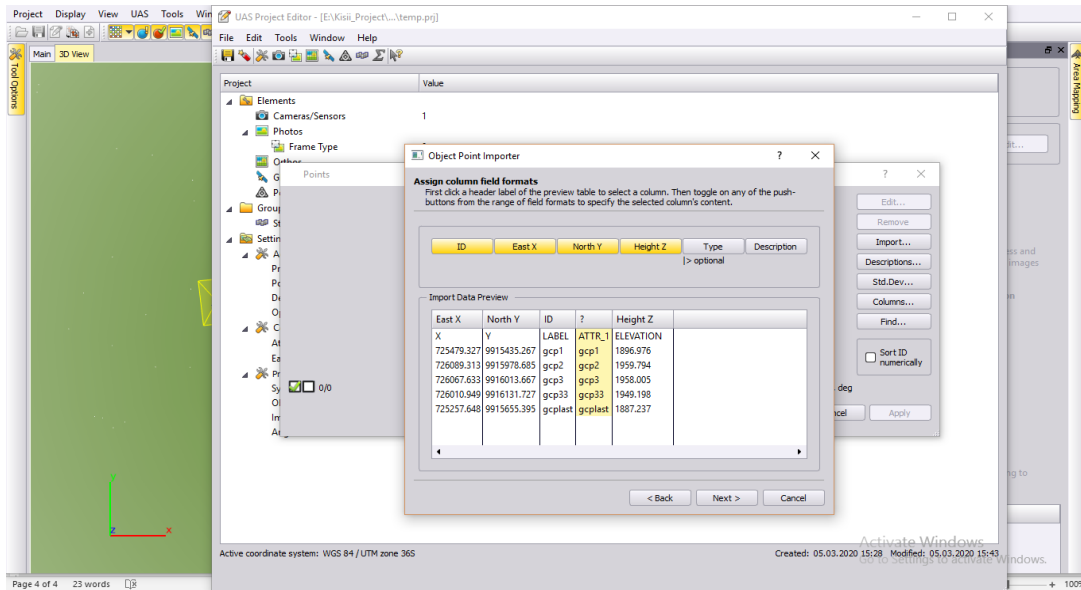 Project Display View UAS Tools Win
UAS Project Editor - [E:\Kisii_Project\...\temp.prj]
File Edit Tools Window Help
Main 3D View
Tool Options
Area Mapping
Project Value
Elements
Cameras/Sensors 1
Photos
Frame Type
Points
Object Point Importer
Assign column field formats
First click a header label of the preview table to select a column. Then toggle on any of the push-
buttons from the range of field formats to specify the selected column's content.
ID East X North Y Height Z Type Description
|> optional
Import Data Preview
East X North Y ID ? Height Z
X Y LABEL ATTR_1 ELEVATION
725479.327 9915435.267 gcp1 gcp1 1896.976
726089.313 9915978.685 gcp2 gcp2 1959.794
726067.633 9916013.667 gcp3 gcp3 1958.005
726010.949 9916131.727 gcp33 gcp33 1949.198
725257.648 9915655.395 gcplast gcplast 1887.237
< Back Next > Cancel
Edit...
Remove
Import...
Descriptions...
Std.Dev...
Columns...
Find...
Sort ID
numerically
deg
Apply
0/0
Y
Z X
Active coordinate system: WGS 84 / UTM zone 36S
Created: 05.03.2020 15:28 Modified: 05.03.2020 15:43
Activate Windows
Go to Settings to activate Windows.
Page 4 of 4 23 words
100%